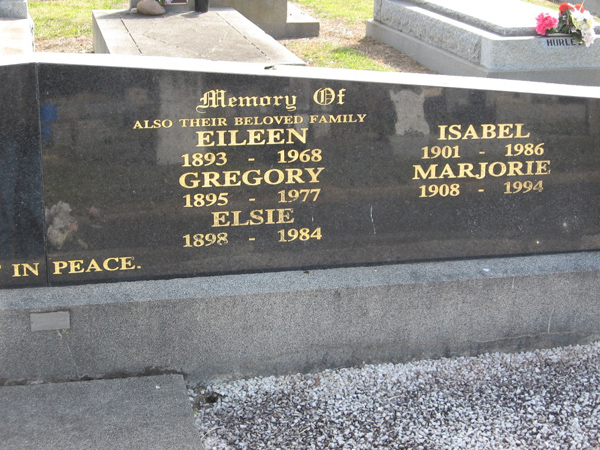 Memory Of
ALSO THEIR BELOVED FAMILY
EILEEN
1893 - 1968
GREGORY
1895 - 1977
ELSIE
1898 - 1984
ISABEL
1901 - 1986
MARJORIE
1908 - 1994
IN PEACE.